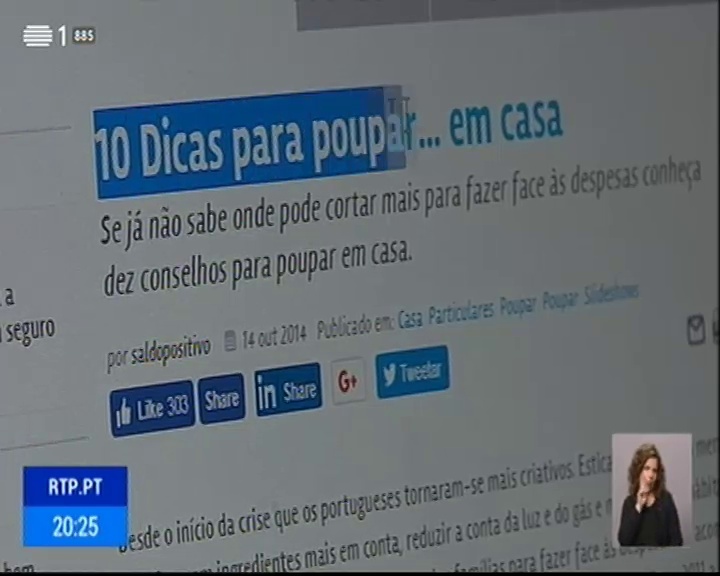 1 885
10 Dicas para poupar... em casa
Se já não sabe onde pode cortar mais para fazer face às despesas conheça
dez conselhos para poupar em casa.
a
seguro
por saldopositivo 14 out 2014 Publicado em: Casa Particulares Poupar Poupar Slideshows
Like 303 Share in Share G+ Tweetar
RTP.PT
20:25
Desde o início da crise que os portugueses tornaram-se mais criativos.
ingredientes mais em conta, reduzir a conta da luz e do gás e
famílias para fazer face às